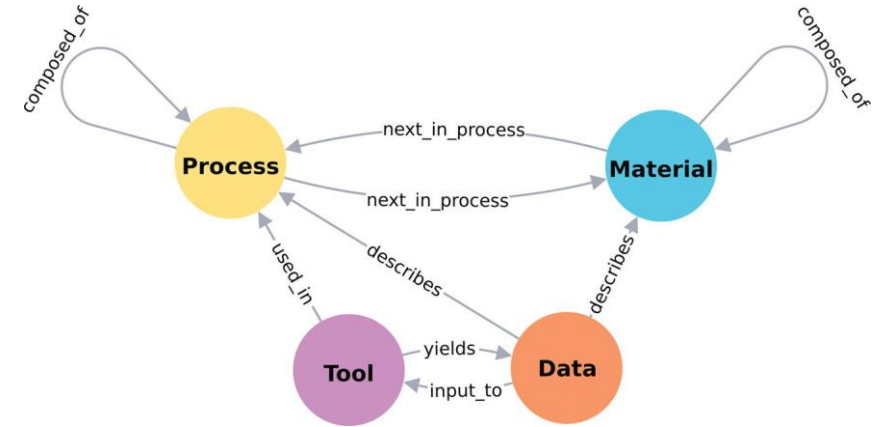 composed_of
composed_of
next_in_process
Process
Material
next_in_process
used_in
describes
describes
yields
Tool
Data
input_to